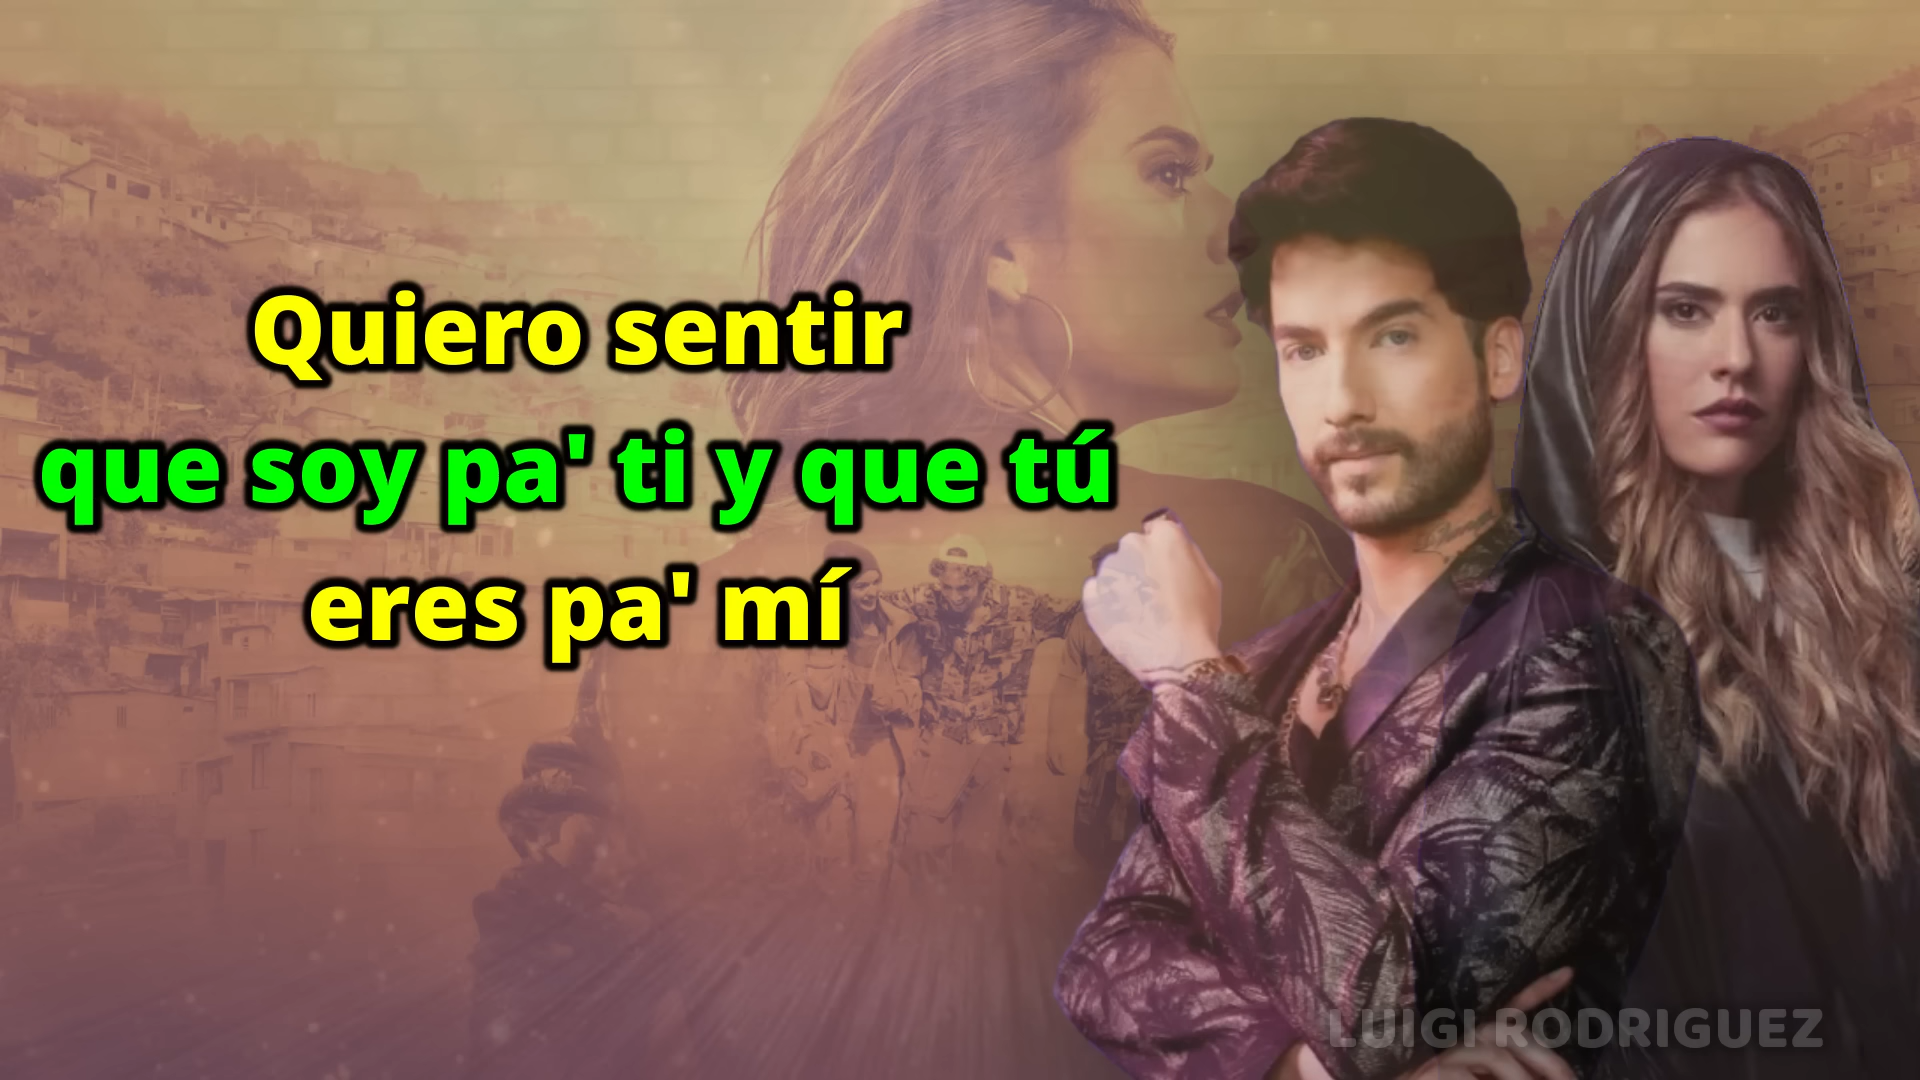 Quiero sentir
que soy pa' ti y que tú
eres pa' mí
LUIGI RODRIGUEZ